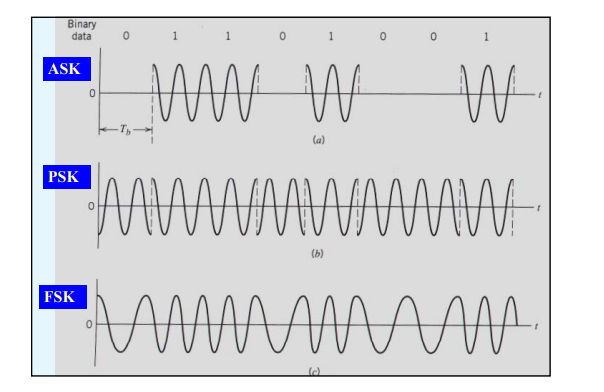 Binary
data 0 1 1 0 1 0 0 1
ASK
0
t
T_b
(a)
PSK
0
t
(b)
FSK
0
t
(c)